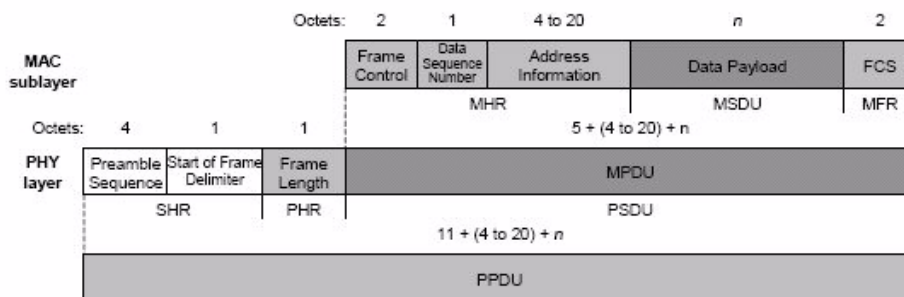 Octets: 2 1 4 to 20 n 2
MAC
sublayer
Frame
Control
Data
Sequence
Number
Address
Information
Data Payload
FCS
MHR MSDU MFR
Octets: 4 1 1 5 + (4 to 20) + n
PHY
layer
Preamble
Sequence
Start of Frame
Delimiter
Frame
Length
MPDU
SHR PHR PSDU
11 + (4 to 20) + n
PPDU